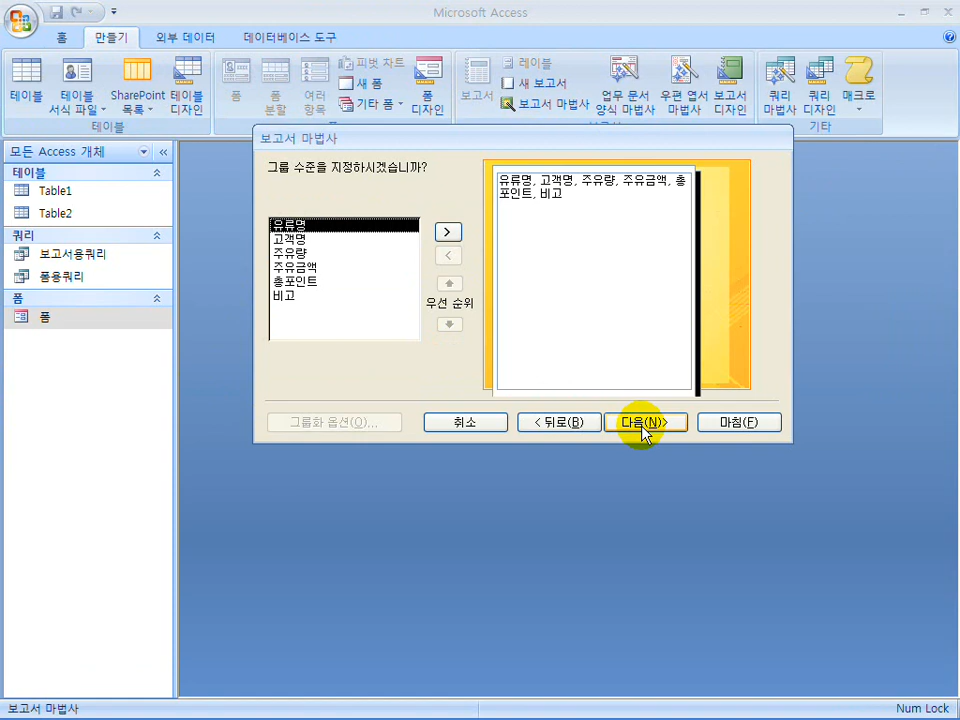 Microsoft Access
홈 만들기 외부 데이터 데이터베이스 도구
테이블
테이블 서식 파일
SharePoint 목록
테이블 디자인
테이블
폼
폼 분할
여러 항목
피벗 차트
새 폼
기타 폼
폼 디자인
보고서
레이블
새 보고서
보고서 마법사
업무 문서 양식 마법사
우편 엽서 마법사
보고서 디자인
쿼리 마법사
쿼리 디자인
매크로
기타
모든 Access 개체
테이블
Table1
Table2
쿼리
보고서용쿼리
폼용쿼리
폼
폼
보고서 마법사
그룹 수준을 지정하시겠습니까?
유류명
고객명
주유량
주유금액
총포인트
비고
>
<
우선 순위
유류명, 고객명, 주유량, 주유금액, 총
포인트, 비고
그룹화 옵션(O)...
취소
< 뒤로(B)
다음(N)>
마침(F)
보고서 마법사
Num Lock